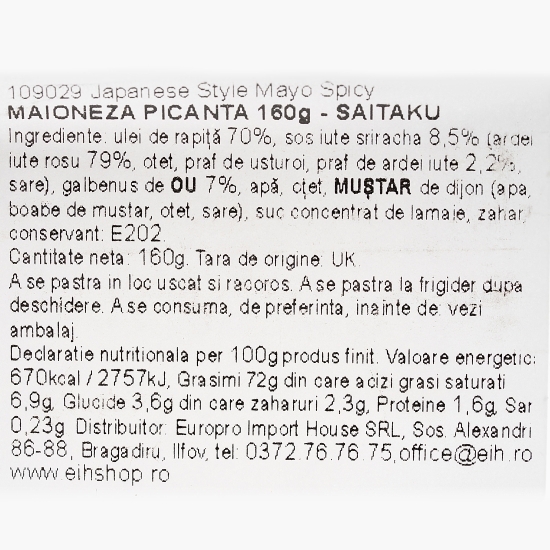 109029 Japanese Style Mayo Spicy
MAIONEZA PICANTA 160g - SAITAKU
Ingrediente: ulei de rapiță 70%, sos iute sriracha 8,5% (ardei
iute rosu 79%, otet, praf de usturoi, praf de ardei iute 2,2%,
sare), galbenus de OU 7%, apă, cțet, MUȘTAR de dijon (apa,
boabe de mustar, otet, sare), suc concentrat de lamaie, zahar,
conservant: E202.
Cantitate neta: 160g. Tara de origine: UK.
A se pastra in loc uscat si racoros. A se pastra la frigider dupa
deschidere. A se consuma, de preferinta, inainte de: vezi
ambalaj.
Declaratie nutritionala per 100g produs finit. Valoare energetic
670kcal / 2757kJ, Grasimi 72g din care acizi grasi saturati
6,9g, Glucide 3,6g din care zaharuri 2,3g, Proteine 1,6g, Sar
0,23g. Distribuitor: Europro Import House SRL, Sos. Alexandri
86-88, Bragadiru, Ilfov, tel: 0372.76.76.75,office@eih.ro
www.eihshop.ro